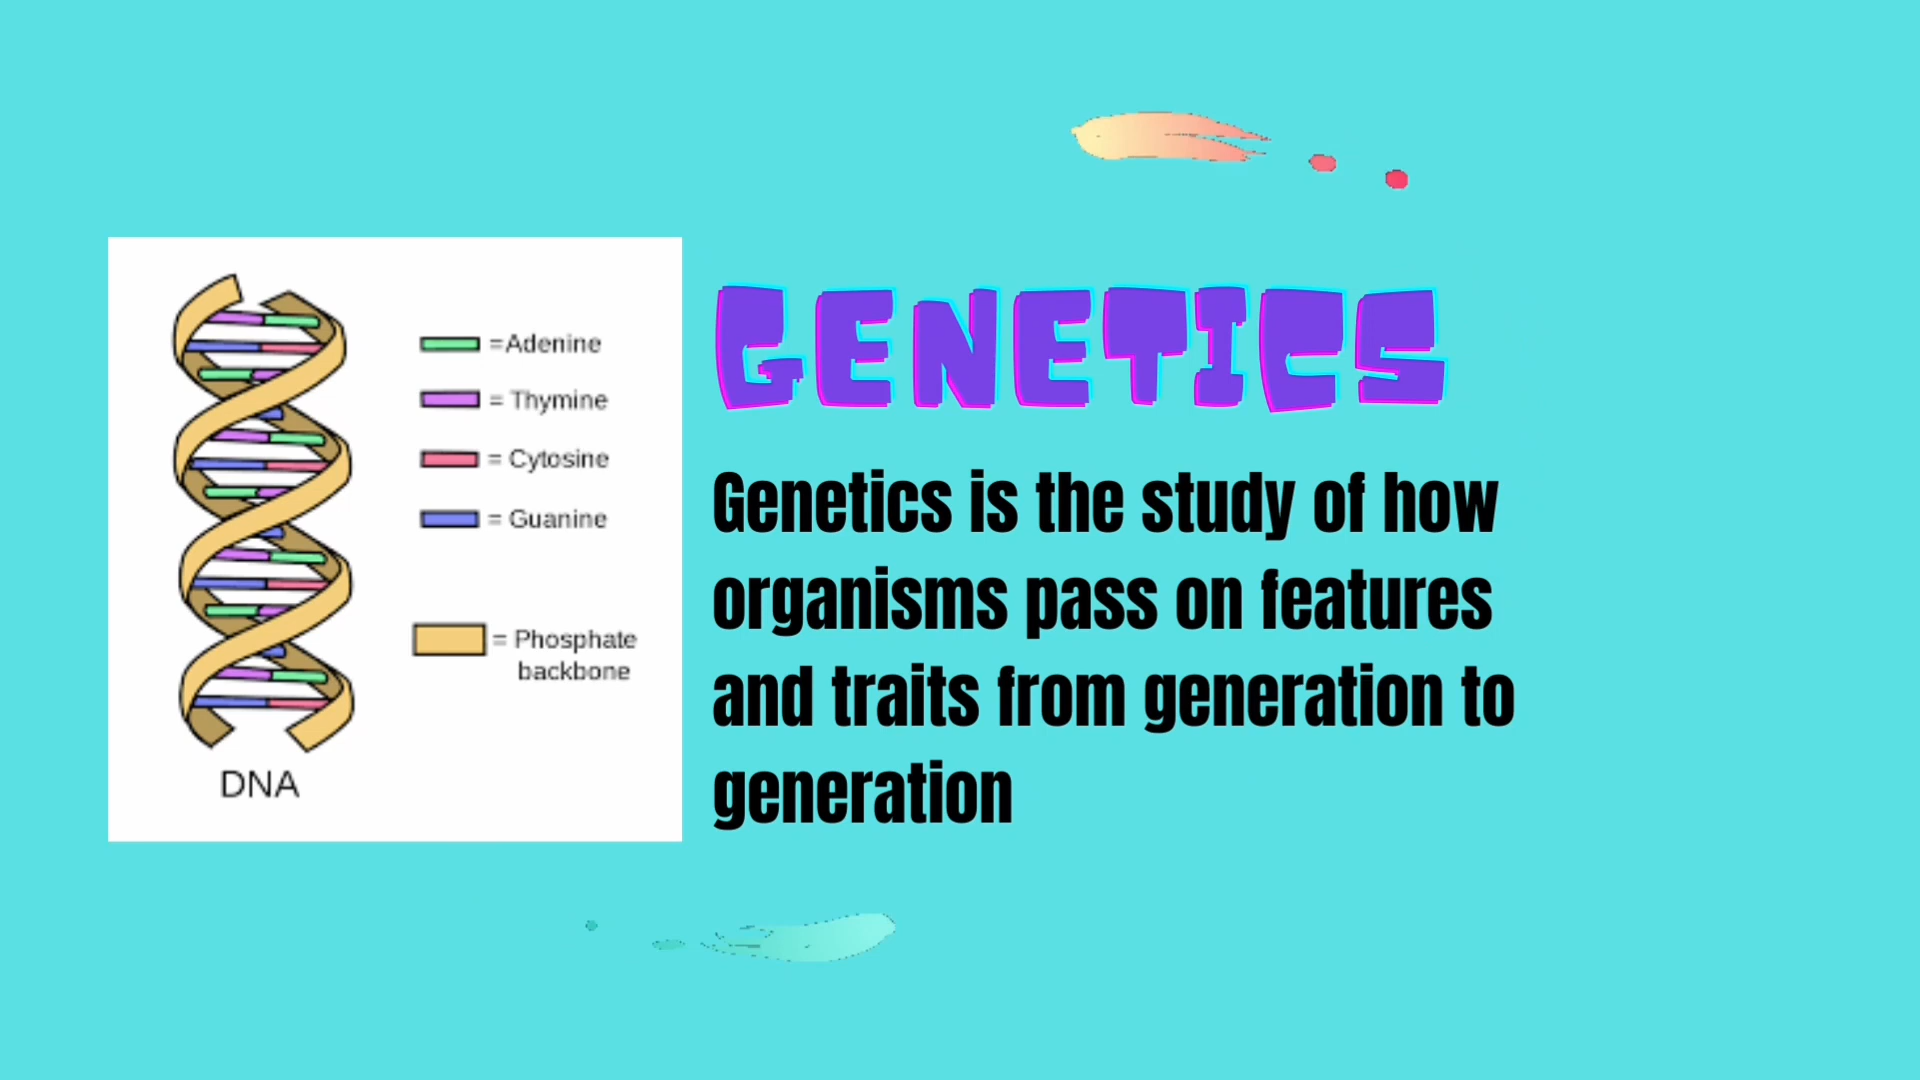 =Adenine
= Thymine
= Cytosine
= Guanine
= Phosphate
backbone
DNA
GENETICS
Genetics is the study of how
organisms pass on features
and traits from generation to
generation